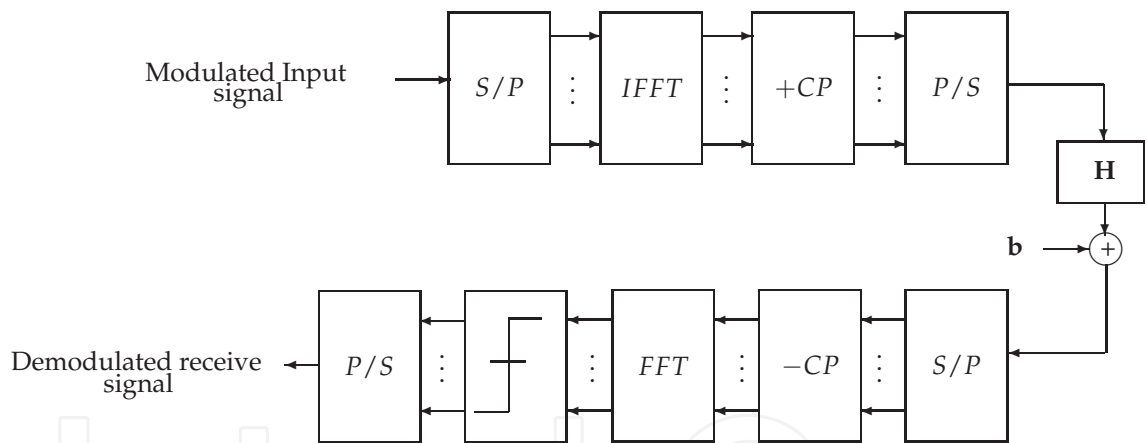 Modulated Input
signal
S/P
IFFT
+CP
P/S
H
b
+
Demodulated receive
signal
P/S
FFT
−CP
S/P